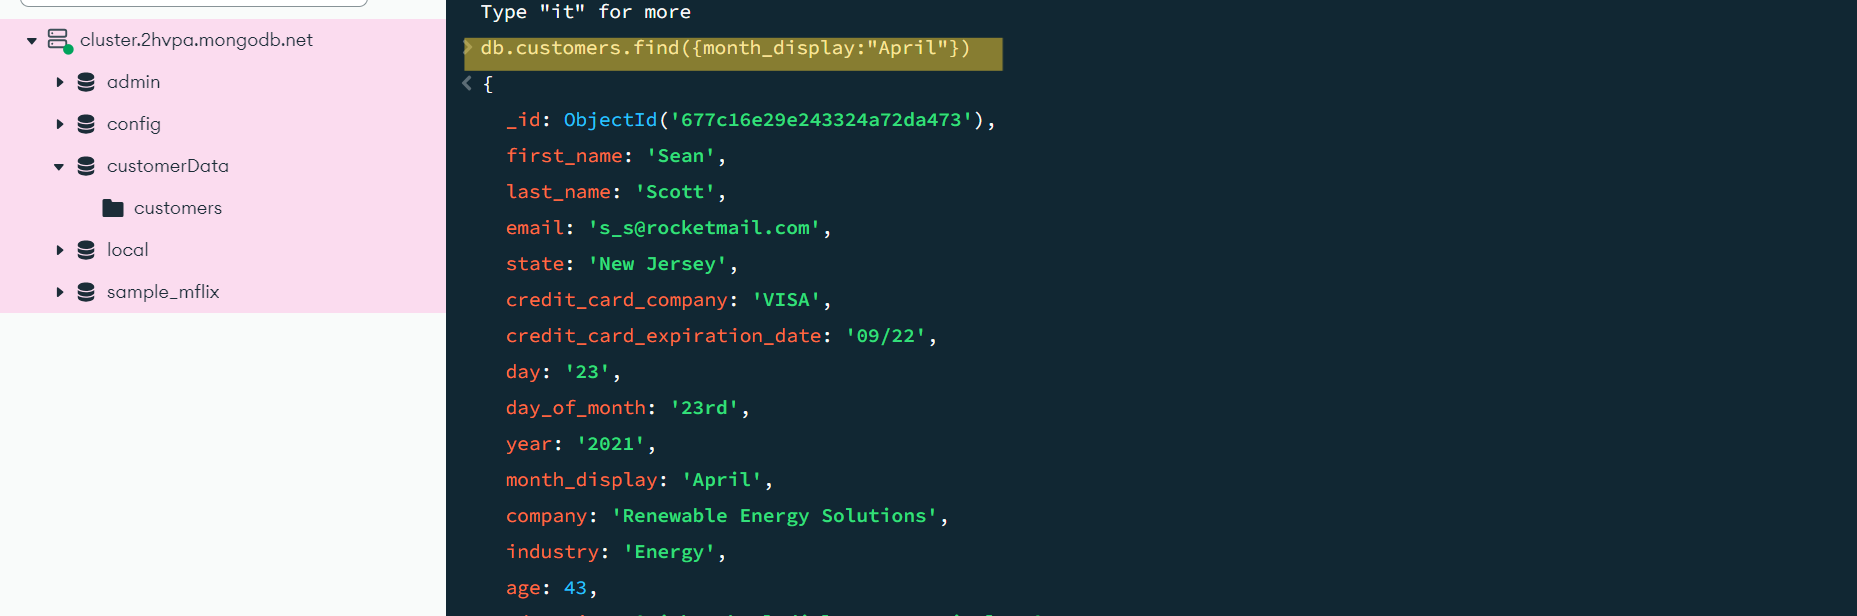 cluster.2hvpa.mongodb.net
admin
config
customerData
customers
local
sample_mflix
Type "it" for more
> db.customers.find({month_display:"April"})
< {
_id: ObjectId('677c16e29e243324a72da473'),
first_name: 'Sean',
last_name: 'Scott',
email: 's_s@rocketmail.com',
state: 'New Jersey',
credit_card_company: 'VISA',
credit_card_expiration_date: '09/22',
day: '23',
day_of_month: '23rd',
year: '2021',
month_display: 'April',
company: 'Renewable Energy Solutions',
industry: 'Energy',
age: 43,